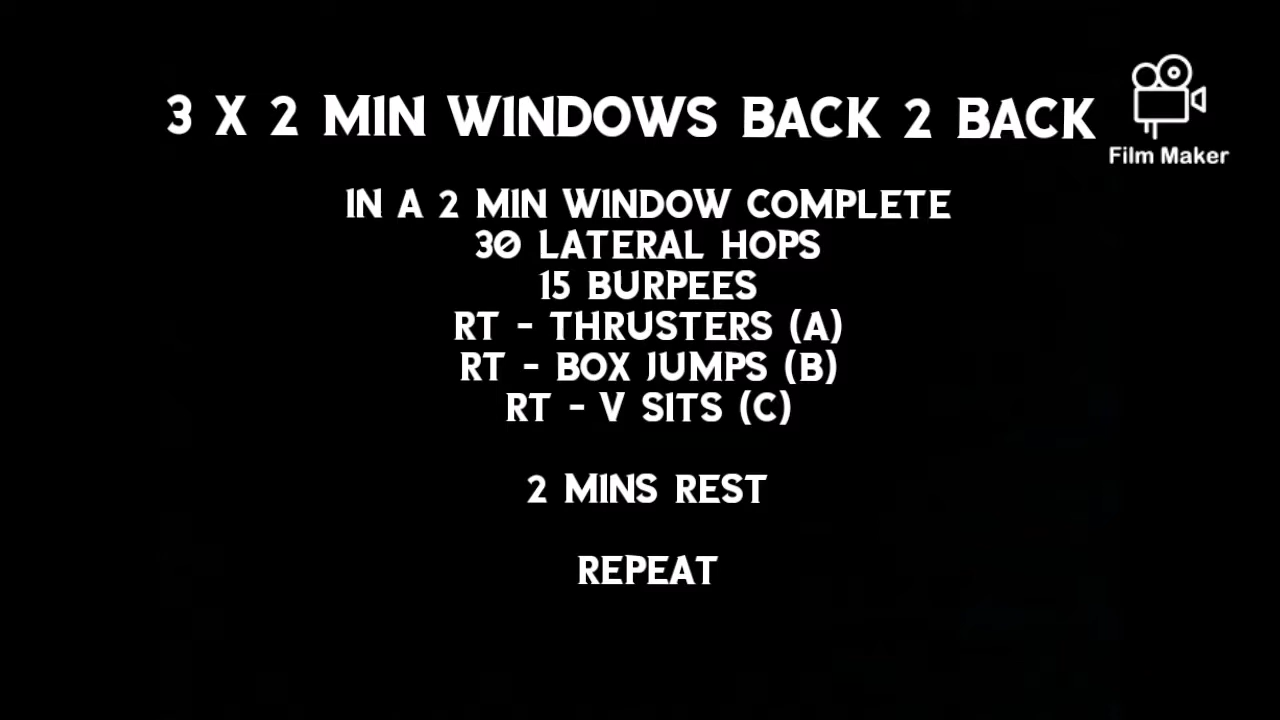 3 X 2 MIN WINDOWS BACK 2 BACK
Film Maker
IN A 2 MIN WINDOW COMPLETE
30 LATERAL HOPS
15 BURPEES
RT - THRUSTERS (A)
RT - BOX JUMPS (B)
RT - V SITS (C)
2 MINS REST
REPEAT